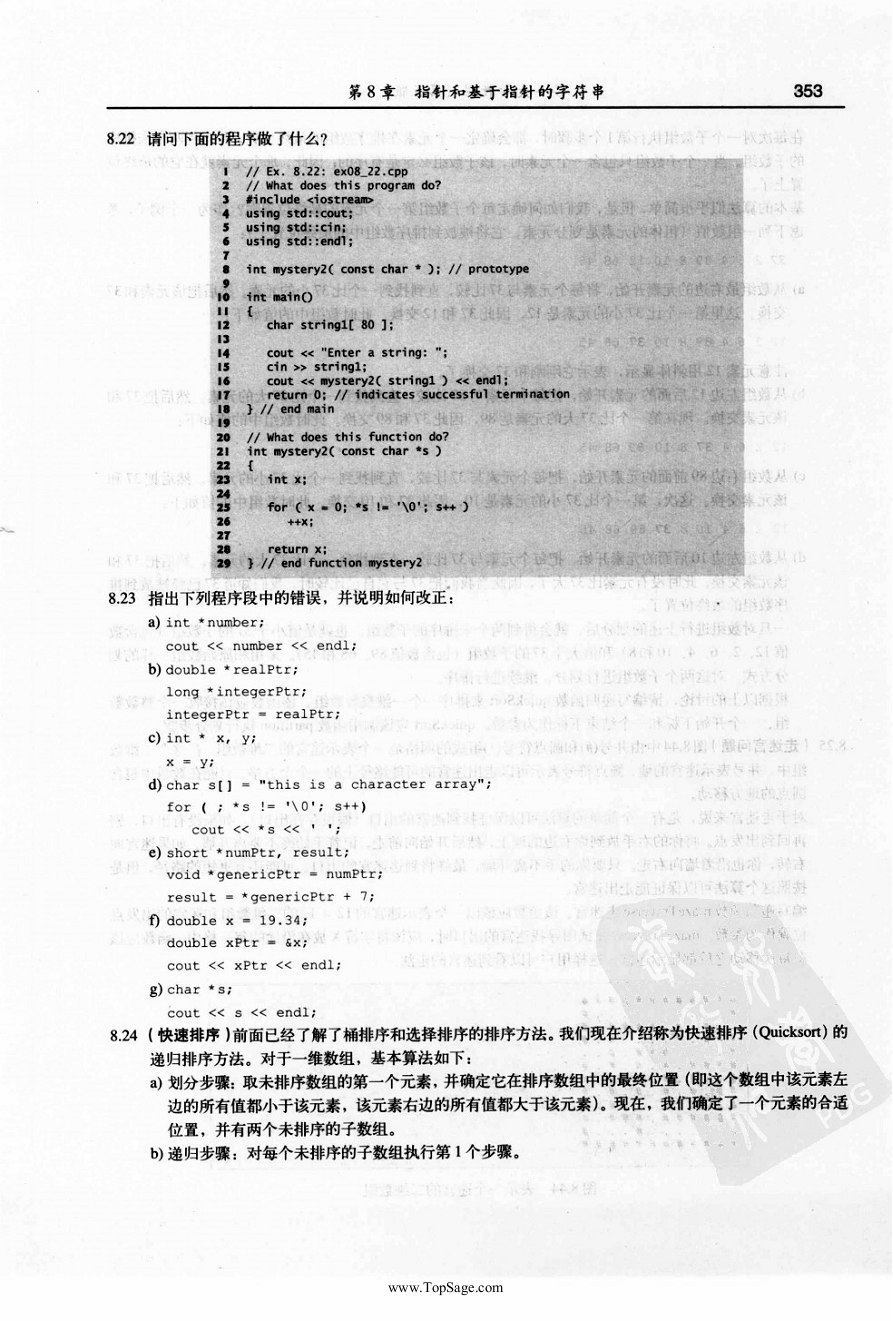 第 8 章 指针和基于指针的字符串 353
8.22 请问下面的程序做了什么？
1 // Ex. 8.22: ex08_22.cpp
2 // What does this program do?
3 #include <iostream>
4 using std::cout;
5 using std::cin;
6 using std::endl;
7
8 int mystery2( const char * ); // prototype
9
10 int main()
11 {
12 char string1[ 80 ];
13
14 cout << "Enter a string: ";
15 cin >> string1;
16 cout << mystery2( string1 ) << endl;
17 return 0; // indicates successful termination
18 } // end main
19
20 // What does this function do?
21 int mystery2( const char *s )
22 {
23 int x;
24
25 for ( x = 0; *s != '\0'; s++ )
26 ++x;
27
28 return x;
29 } // end function mystery2
8.23 指出下列程序段中的错误，并说明如何改正：
a) int *number;
cout << number << endl;
b) double *realPtr;
long *integerPtr;
integerPtr = realPtr;
c) int * x, y;
x = y;
d) char s[] = "this is a character array";
for ( ; *s != '\0'; s++)
cout << *s << ' ';
e) short *numPtr, result;
void *genericPtr = numPtr;
result = *genericPtr + 7;
f) double x = 19.34;
double xPtr = &x;
cout << xPtr << endl;
g) char *s;
cout << s << endl;
8.24 (快速排序)前面已经了解了桶排序和选择排序的排序方法。我们现在介绍称为快速排序 (Quicksort) 的
递归排序方法。对于一维数组，基本算法如下：
a) 划分步骤：取未排序数组的第一个元素，并确定它在排序数组中的最终位置 (即这个数组中该元素左
边的所有值都小于该元素，该元素右边的所有值都大于该元素)。现在，我们确定了一个元素的合适
位置，并有两个未排序的子数组。
b) 递归步骤：对每个未排序的子数组执行第 1 个步骤。
PDG
www.TopSage.com